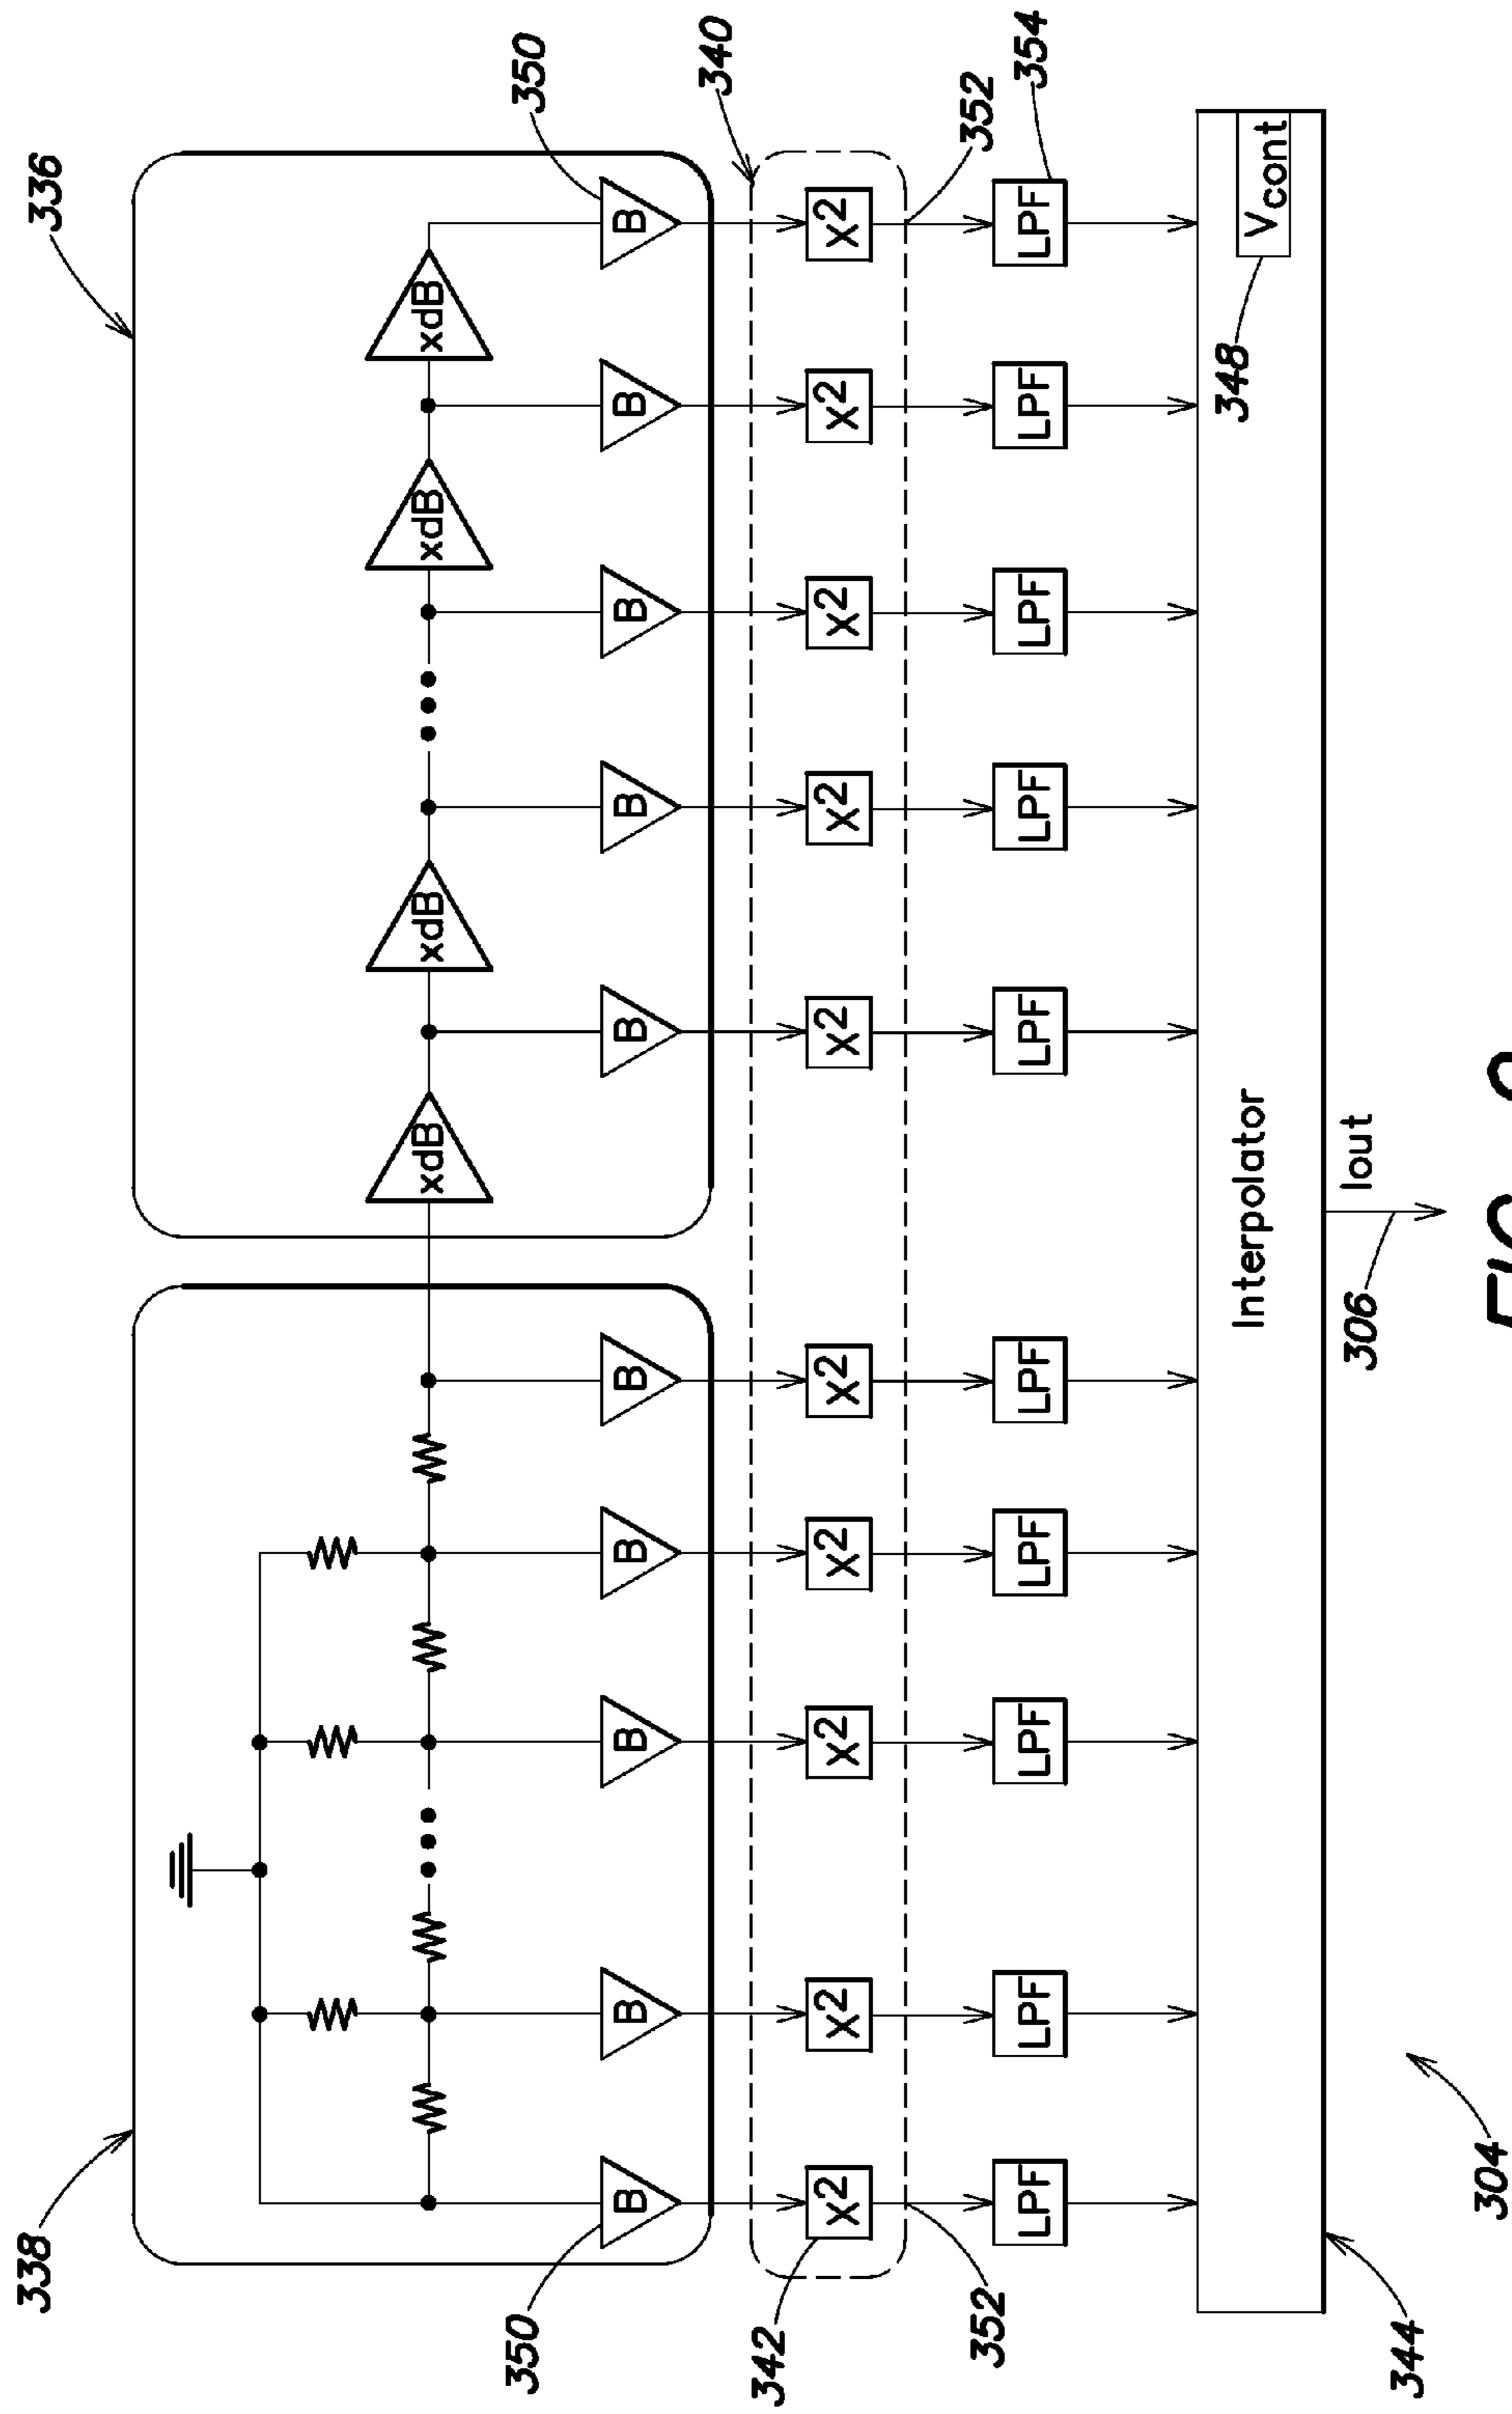 338
336
xdB xdB xdB xdB
350
350
B B B B B B B B B B
340
342
x² x² x² x² x² x² x² x² x² x²
352
352
354
LPF LPF LPF LPF LPF LPF LPF LPF LPF LPF
Interpolator
348
Vcont
306
Iout
344
304